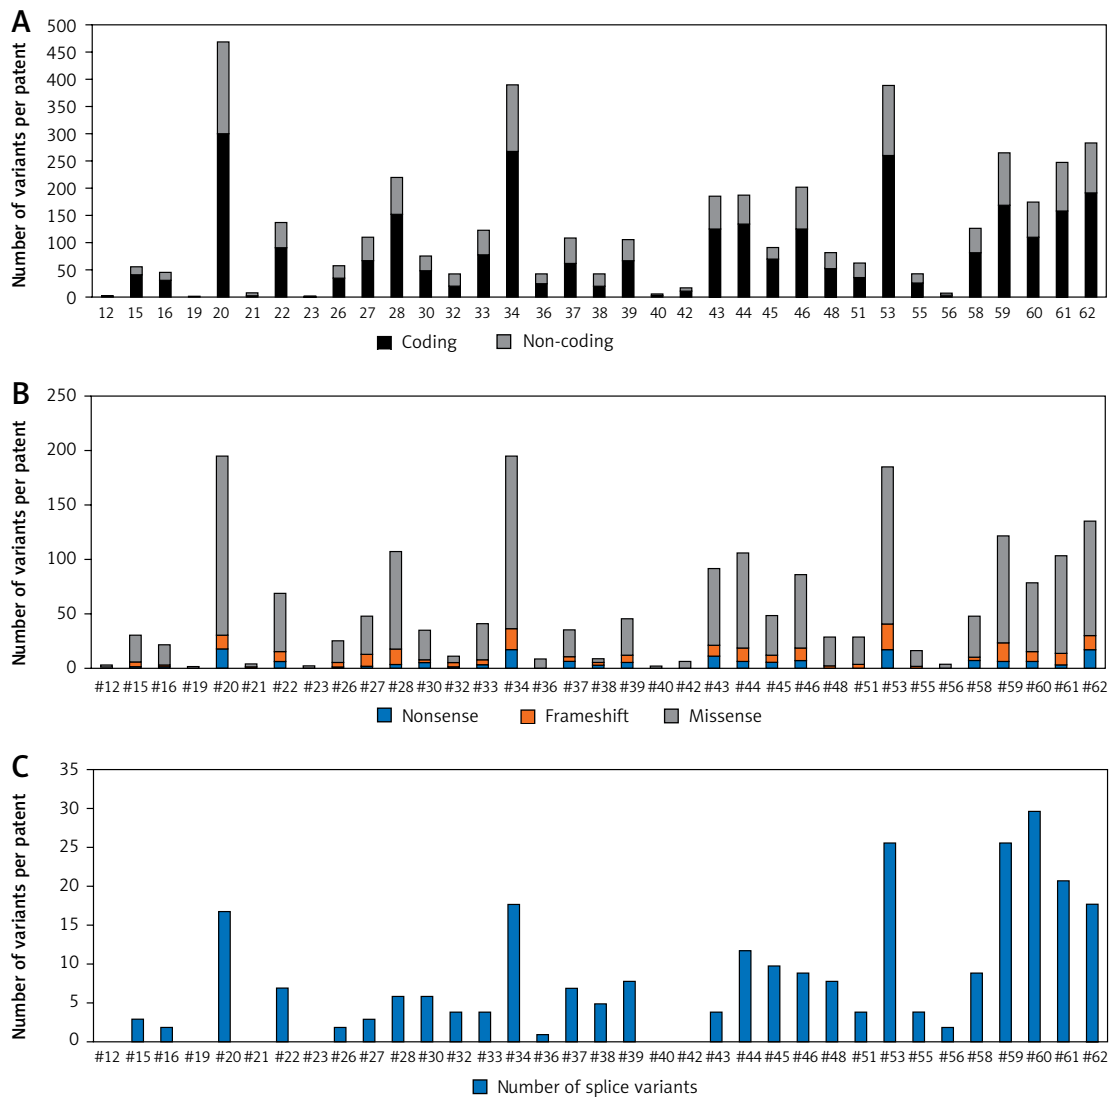 A
Number of variants per patent
500
450
400
350
300
250
200
150
100
50
0
12 15 16 19 20 21 22 23 26 27 28 30 32 33 34 36 37 38 39 40 42 43 44 45 46 48 51 53 55 56 58 59 60 61 62
Coding Non-coding
B
Number of variants per patent
250
200
150
100
50
0
#12 #15 #16 #19 #20 #21 #22 #23 #26 #27 #28 #30 #32 #33 #34 #36 #37 #38 #39 #40 #42 #43 #44 #45 #46 #48 #51 #53 #55 #56 #58 #59 #60 #61 #62
Nonsense Frameshift Missense
C
Number of variants per patent
35
30
25
20
15
10
5
0
#12 #15 #16 #19 #20 #21 #22 #23 #26 #27 #28 #30 #32 #33 #34 #36 #37 #38 #39 #40 #42 #43 #44 #45 #46 #48 #51 #53 #55 #56 #58 #59 #60 #61 #62
Number of splice variants